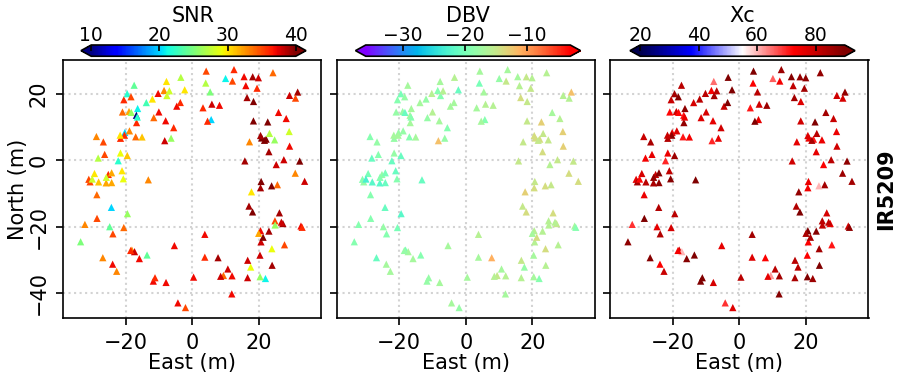 SNR
DBV
Xc
10 20 30 40
−30 −20 −10
20 40 60 80
North (m)
20
0
−20
−40
−20 0 20
−20 0 20
−20 0 20
East (m)
East (m)
East (m)
IR5209